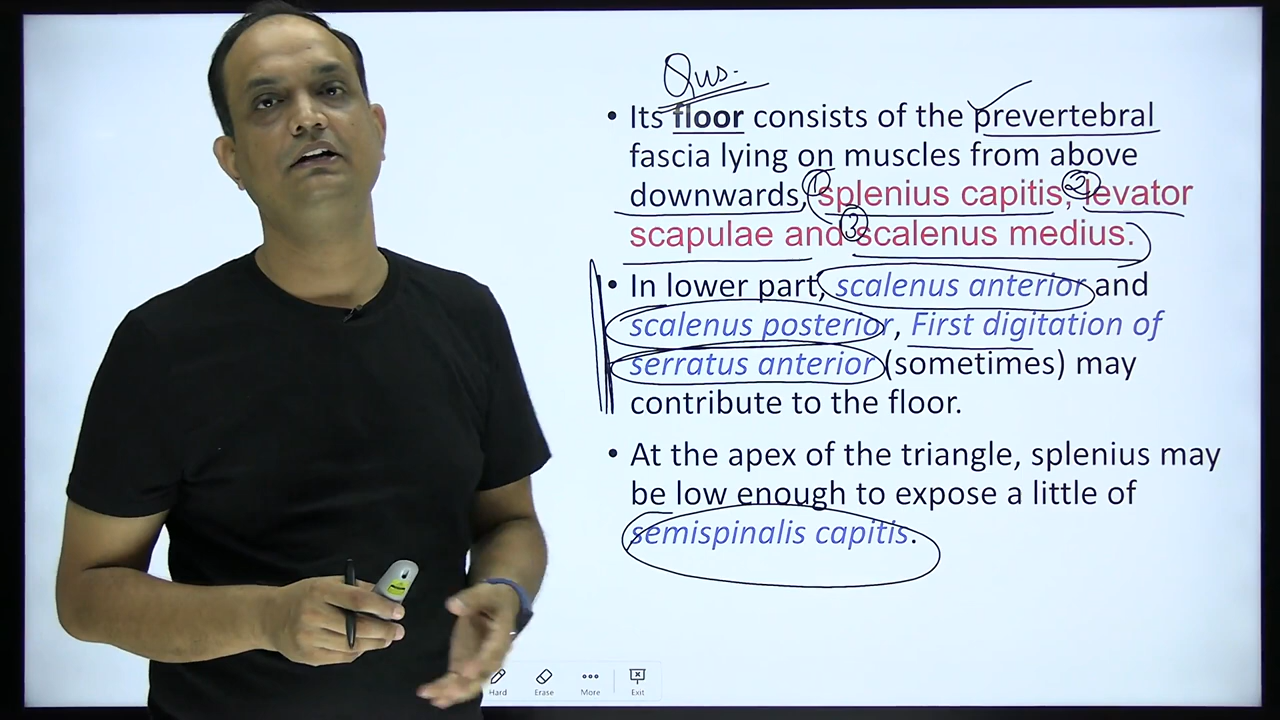 Qus.
• Its floor consists of the prevertebral
fascia lying on muscles from above
downwards, ① splenius capitis, ② levator
scapulae and ③ scalenus medius.
• In lower part, scalenus anterior and
scalenus posterior, First digitation of
serratus anterior (sometimes) may
contribute to the floor.
• At the apex of the triangle, splenius may
be low enough to expose a little of
semispinalis capitis.
Hard Erase More Exit